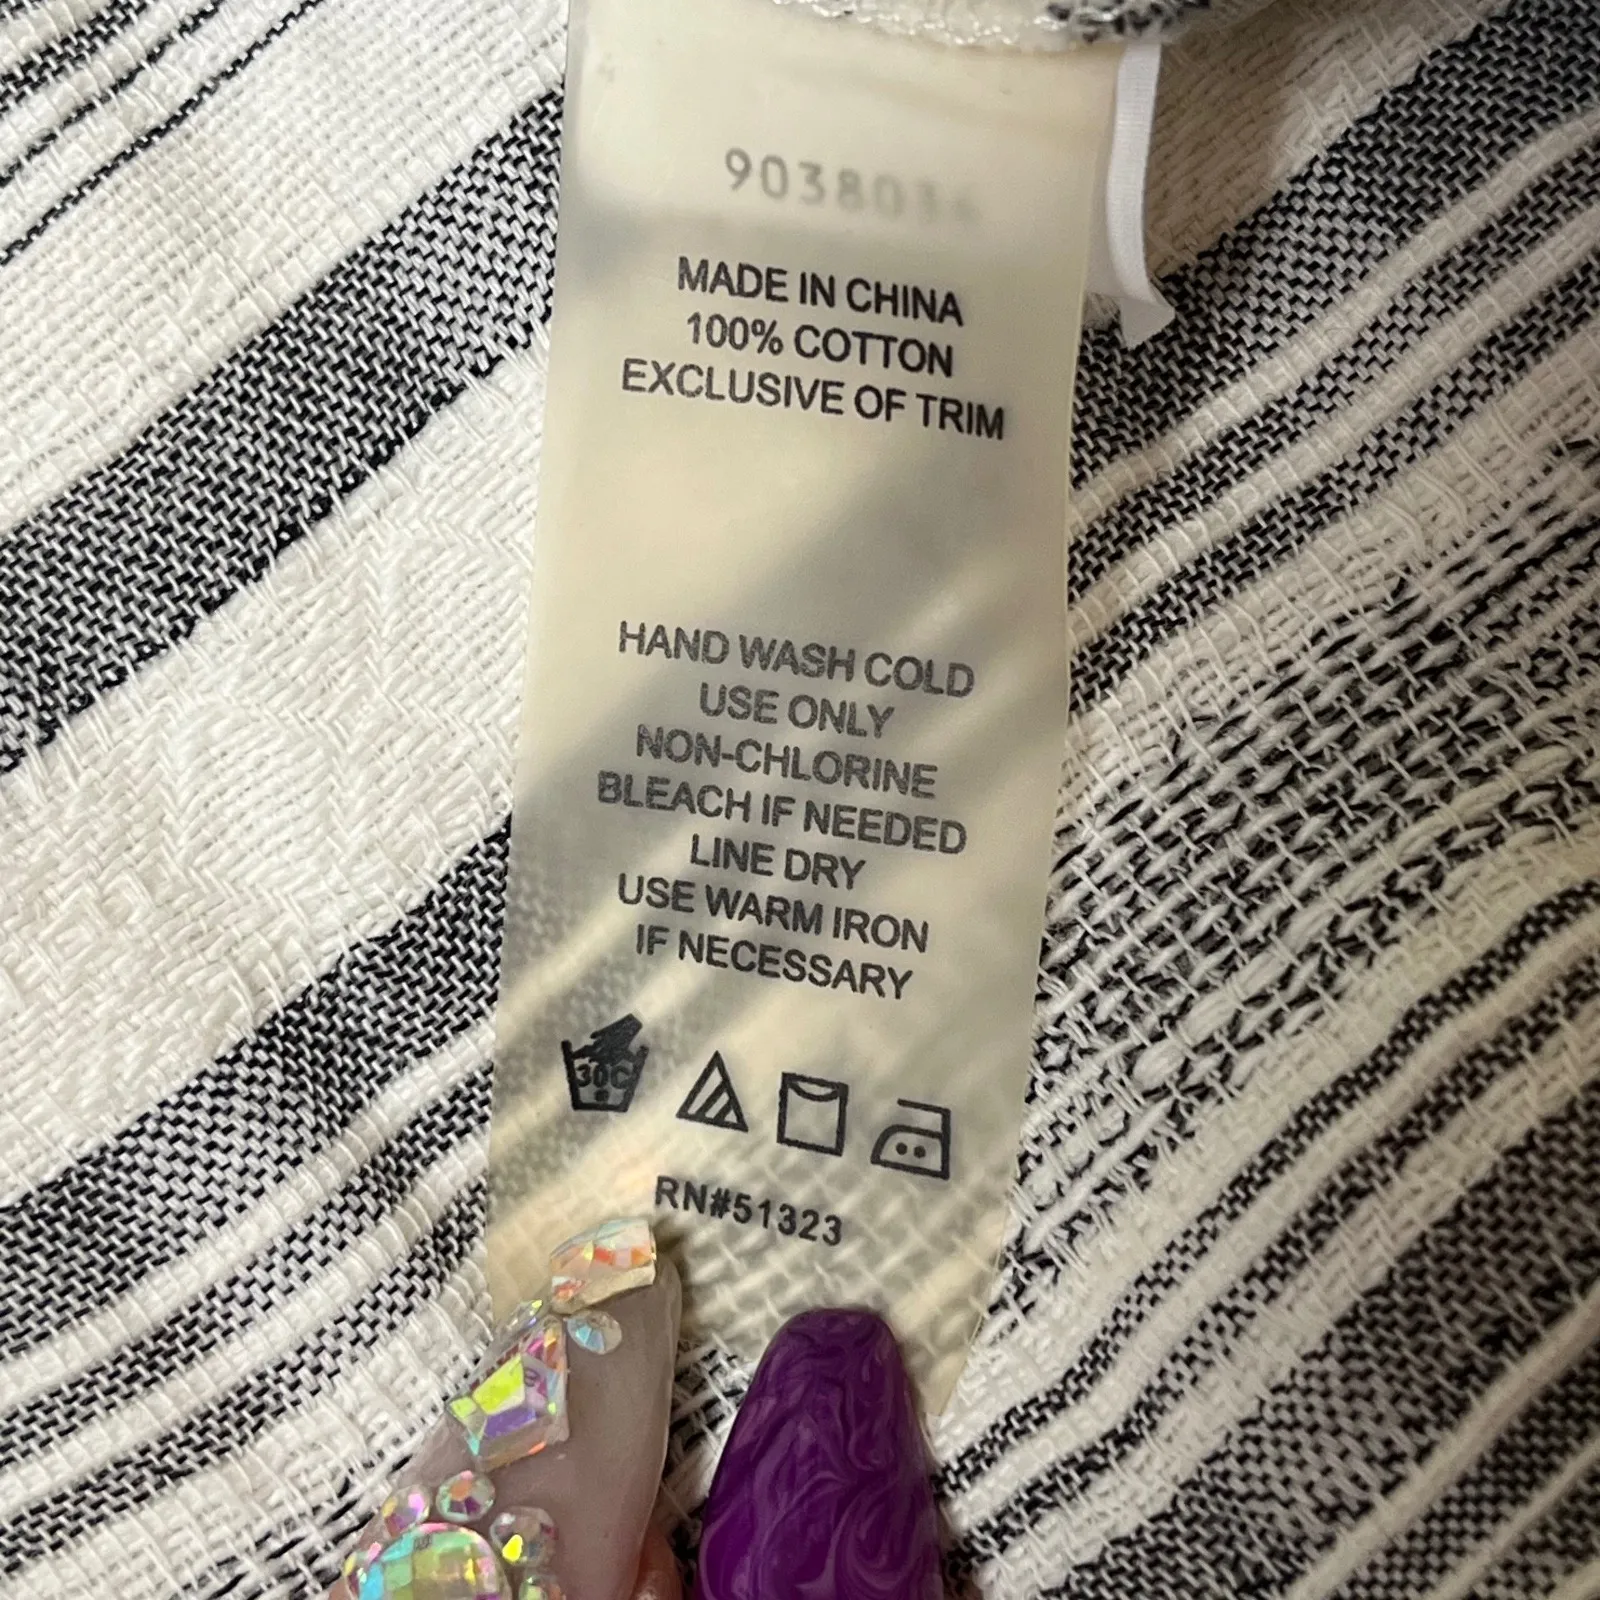 MADE IN CHINA
100% COTTON
EXCLUSIVE OF TRIM
HAND WASH COLD
USE ONLY
NON-CHLORINE
BLEACH IF NEEDED
LINE DRY
USE WARM IRON
IF NECESSARY
30C
RN#51323